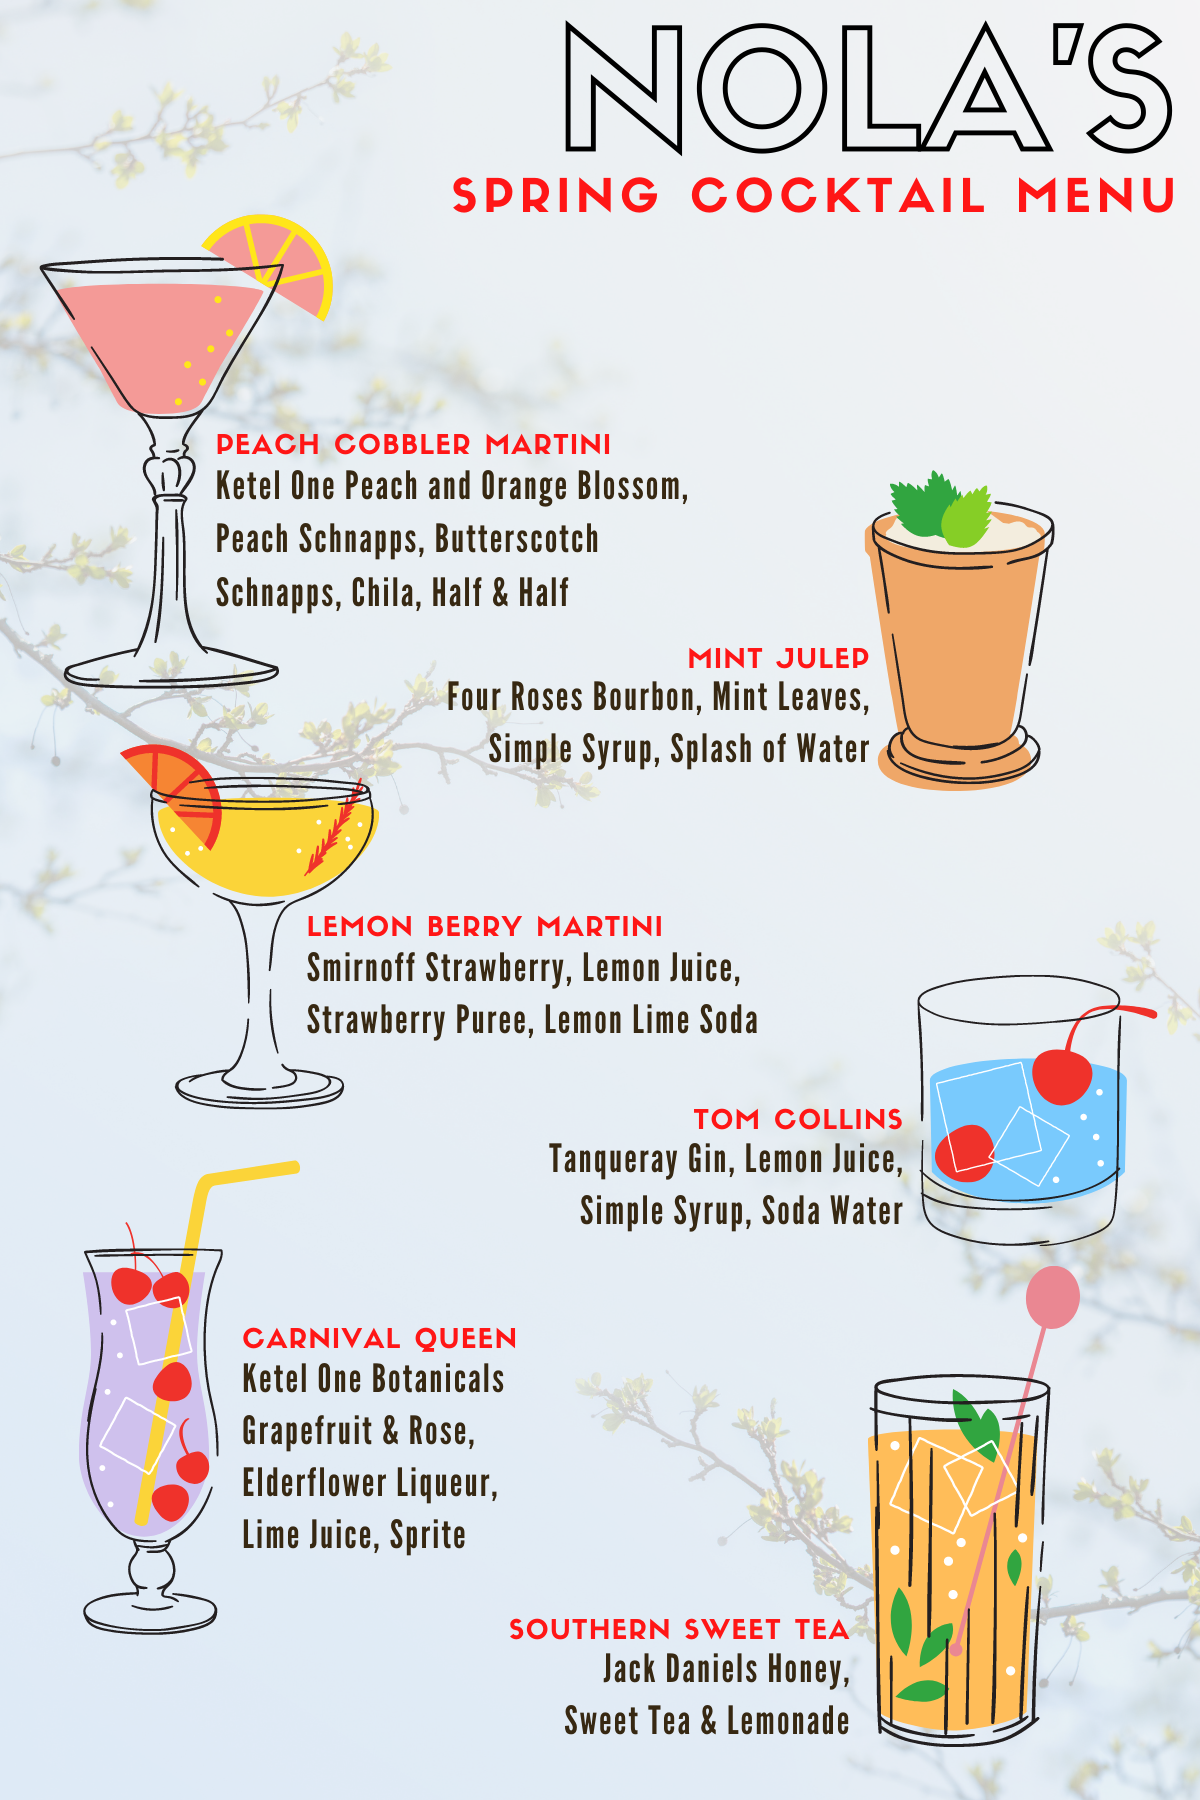 NOLA'S
SPRING COCKTAIL MENU
PEACH COBBLER MARTINI
Ketel One Peach and Orange Blossom,
Peach Schnapps, Butterscotch
Schnapps, Chila, Half & Half
MINT JULEP
Four Roses Bourbon, Mint Leaves,
Simple Syrup, Splash of Water
LEMON BERRY MARTINI
Smirnoff Strawberry, Lemon Juice,
Strawberry Puree, Lemon Lime Soda
TOM COLLINS
Tanqueray Gin, Lemon Juice,
Simple Syrup, Soda Water
CARNIVAL QUEEN
Ketel One Botanicals
Grapefruit & Rose,
Elderflower Liqueur,
Lime Juice, Sprite
SOUTHERN SWEET TEA
Jack Daniels Honey,
Sweet Tea & Lemonade